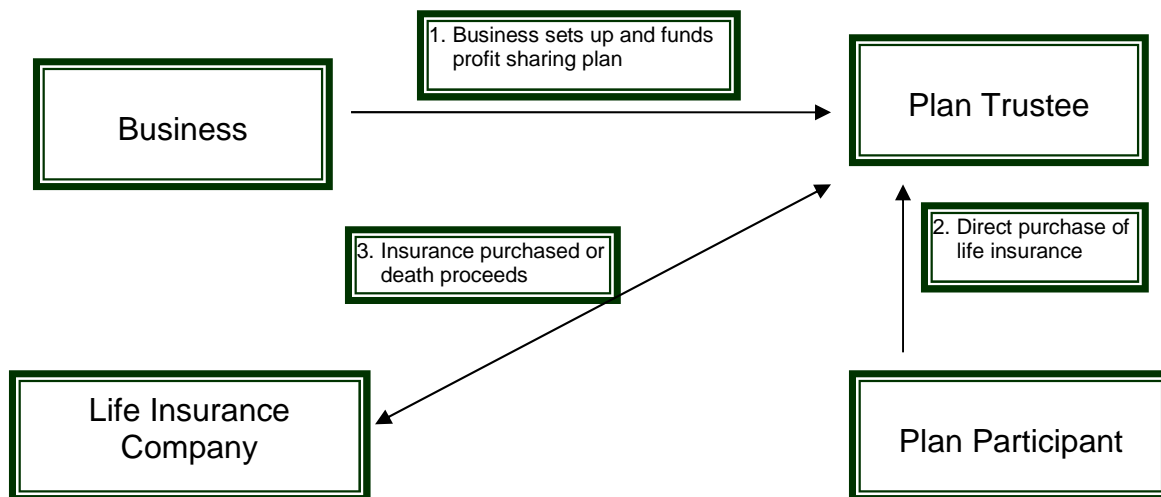 1. Business sets up and funds
profit sharing plan
Business
Plan Trustee
3. Insurance purchased or
death proceeds
2. Direct purchase of
life insurance
Life Insurance
Company
Plan Participant